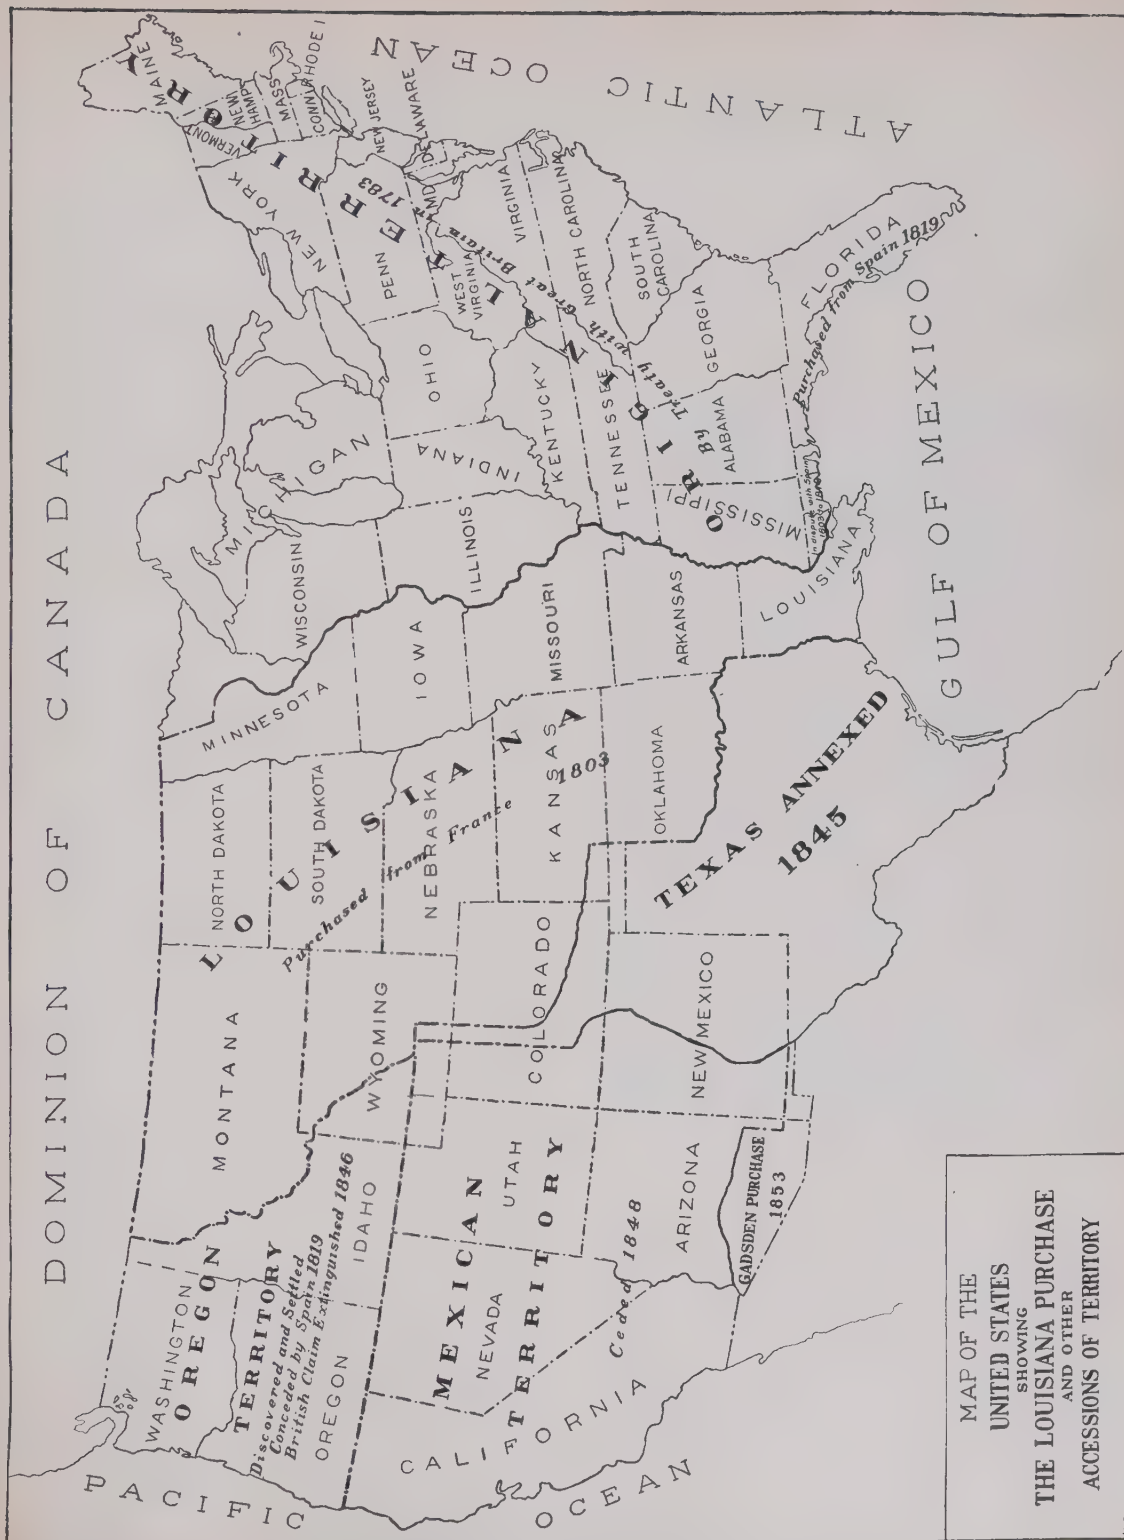 DOMINION OF CANADA
PACIFIC
OCEAN
ATLANTIC OCEAN
GULF OF MEXICO
WASHINGTON
OREGON
TERRITORY
Discovered and Settled
Conceded by Spain 1819
British Claim Extinguished 1846
OREGON
IDAHO
MONTANA
WYOMING
NORTH DAKOTA
SOUTH DAKOTA
NEBRASKA
KANSAS
MINNESOTA
IOWA
MISSOURI
ARKANSAS
LOUISIANA
OKLAHOMA
COLORADO
NEW MEXICO
LOUISIANA
Purchased from France 1803
MEXICAN
TERRITORY
Ceded 1848
NEVADA
UTAH
CALIFORNIA
ARIZONA
GADSDEN PURCHASE
1853
TEXAS ANNEXED
1845
WISCONSIN
MICHIGAN
ILLINOIS
INDIANA
OHIO
KENTUCKY
TENNESSEE
MISSISSIPPI
ALABAMA
GEORGIA
FLORIDA
Purchased from Spain 1819
In dispute with Spain
SOUTH
CAROLINA
NORTH CAROLINA
VIRGINIA
WEST
VIRGINIA
MD
DELAWARE
NEW JERSEY
PENN
NEW YORK
VERMONT
NEW
HAMP
MAINE
MASS
CONN
RHODE I
ORIGINAL TERRITORY
By Treaty with Great Britain in 1783
MAP OF THE
UNITED STATES
SHOWING
THE LOUISIANA PURCHASE
AND OTHER
ACCESSIONS OF TERRITORY